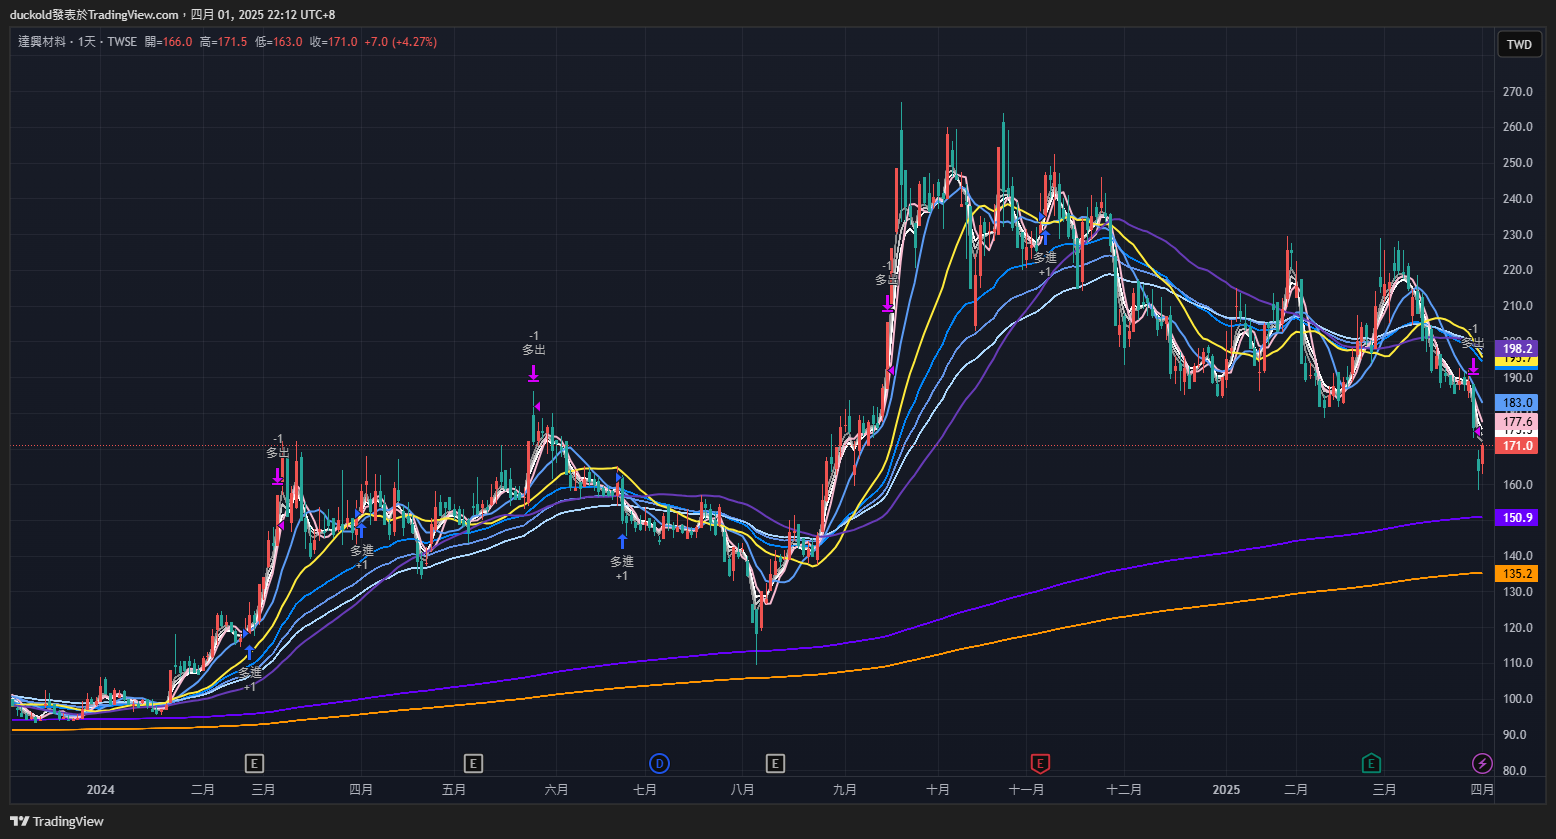 duckold發表於TradingView.com，四月 01, 2025 22:12 UTC+8
達興材料 · 1天 · TWSE 開=166.0 高=171.5 低=163.0 收=171.0 +7.0 (+4.27%)
TWD
270.0
260.0
250.0
240.0
230.0
220.0
210.0
198.2
190.0
183.0
177.6
171.0
160.0
150.9
140.0
135.2
130.0
120.0
110.0
100.0
90.0
80.0
-1
多出
-1
多出
-1
多出
-1
多出
多進
+1
多進
+1
多進
+1
多進
+1
E
E
D
E
E
E
2024
二月
三月
四月
五月
六月
七月
八月
九月
十月
十一月
十二月
2025
二月
三月
四月
TradingView